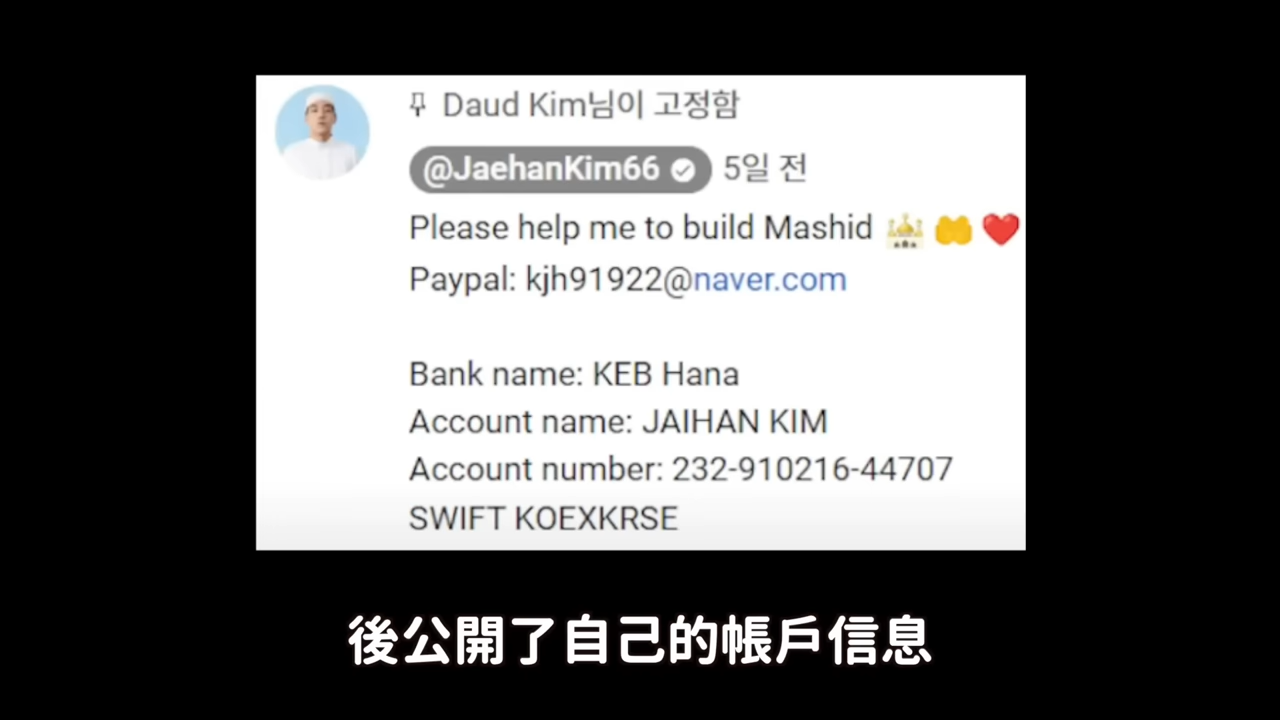 Daud Kim님이 고정함
@JaehanKim66 5일 전
Please help me to build Mashid 🕌🤲❤️
Paypal: kjh91922@naver.com
Bank name: KEB Hana
Account name: JAIHAN KIM
Account number: 232-910216-44707
SWIFT KOEXKRSE
後公開了自己的帳戶信息